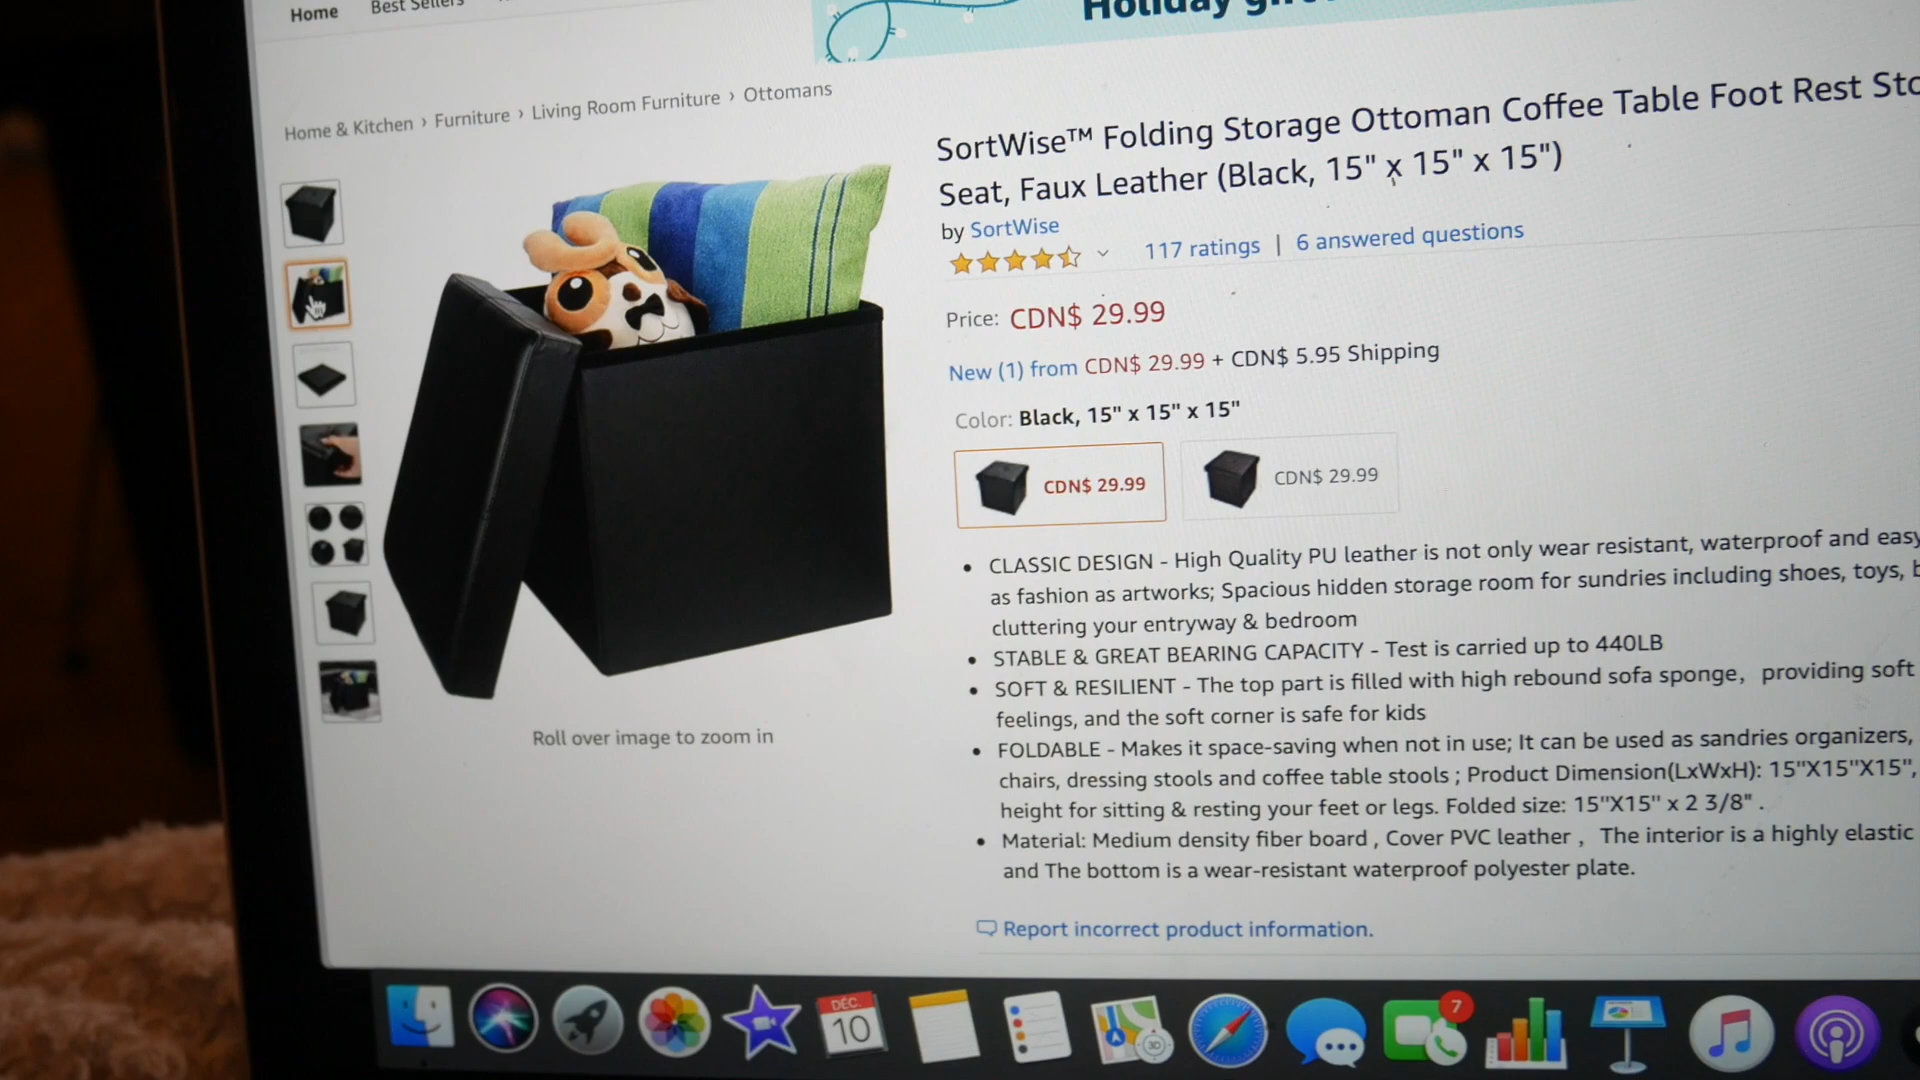 Home
Best Sellers
Holiday
Home & Kitchen › Furniture › Living Room Furniture › Ottomans
SortWise™ Folding Storage Ottoman Coffee Table Foot Rest
Seat, Faux Leather (Black, 15" x 15" x 15")
by SortWise
117 ratings | 6 answered questions
Price: CDN$ 29.99
New (1) from CDN$ 29.99 + CDN$ 5.95 Shipping
Color: Black, 15" x 15" x 15"
CDN$ 29.99
CDN$ 29.99
• CLASSIC DESIGN - High Quality PU leather is not only wear resistant, waterproof and easy
as fashion as artworks; Spacious hidden storage room for sundries including shoes, toys,
cluttering your entryway & bedroom
• STABLE & GREAT BEARING CAPACITY - Test is carried up to 440LB
• SOFT & RESILIENT - The top part is filled with high rebound sofa sponge, providing soft
feelings, and the soft corner is safe for kids
• FOLDABLE - Makes it space-saving when not in use; It can be used as sandries organizers,
chairs, dressing stools and coffee table stools ; Product Dimension(LxWxH): 15"X15"X15",
height for sitting & resting your feet or legs. Folded size: 15"X15" x 2 3/8" .
• Material: Medium density fiber board , Cover PVC leather , The interior is a highly elastic
and The bottom is a wear-resistant waterproof polyester plate.
Roll over image to zoom in
Report incorrect product information.
DÉC.
10
3D
7